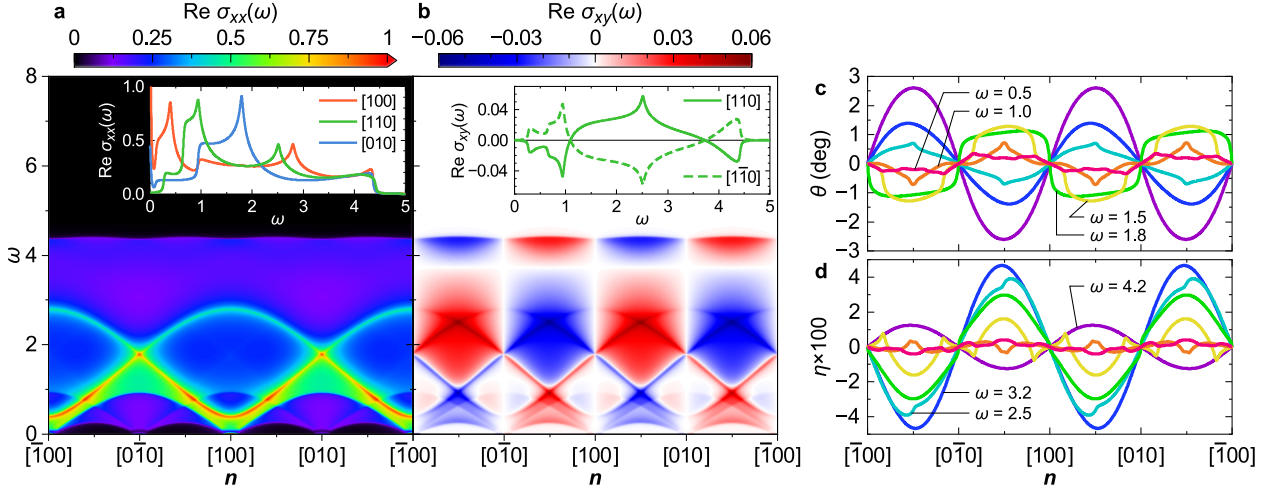 a Re σxx(ω)
0 0.25 0.5 0.75 1
b Re σxy(ω)
−0.06 −0.03 0 0.03 0.06
8
6
4
2
0
ω
Re σxx(ω)
1.0
0.5
0.0
[100]
[110]
[010]
0 1 2 3 4 5
ω
[1̅00] [01̅0] [100] [010] [1̅00]
n
Re σxy(ω)
0.04
0.00
−0.04
[110]
[11̅0]
0 1 2 3 4 5
ω
[1̅00] [01̅0] [100] [010] [1̅00]
n
c
θ (deg)
3
2
1
0
−1
−2
−3
ω = 0.5
ω = 1.0
ω = 1.5
ω = 1.8
d
η×100
4
2
0
−2
−4
ω = 4.2
ω = 3.2
ω = 2.5
[1̅00] [01̅0] [100] [010] [1̅00]
n